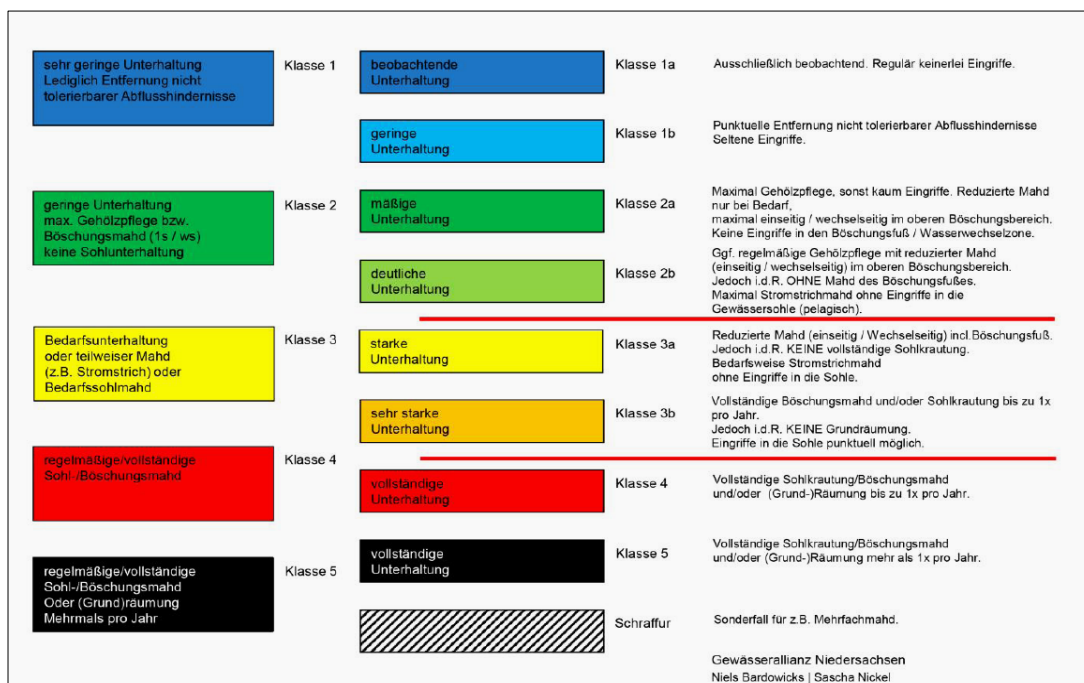 sehr geringe Unterhaltung
Lediglich Entfernung nicht
tolerierbarer Abflusshindernisse
Klasse 1
beobachtende
Unterhaltung
Klasse 1a
Ausschließlich beobachtend. Regulär keinerlei Eingriffe.
geringe
Unterhaltung
Klasse 1b
Punktuelle Entfernung nicht tolerierbarer Abflusshindernisse
Seltene Eingriffe.
geringe Unterhaltung
max. Gehölzpflege bzw.
Böschungsmahd (1s / ws)
keine Sohlunterhaltung
Klasse 2
mäßige
Unterhaltung
Klasse 2a
Maximal Gehölzpflege, sonst kaum Eingriffe. Reduzierte Mahd
nur bei Bedarf,
maximal einseitig / wechselseitig im oberen Böschungsbereich.
Keine Eingriffe in den Böschungsfuß / Wasserwechselzone.
deutliche
Unterhaltung
Klasse 2b
Ggf. regelmäßige Gehölzpflege mit reduzierter Mahd
(einseitig / wechselseitig) im oberen Böschungsbereich.
Jedoch i.d.R. OHNE Mahd des Böschungsfußes.
Maximal Stromstrichmahd ohne Eingriffe in die
Gewässersohle (pelagisch).
Bedarfsunterhaltung
oder teilweiser Mahd
(z.B. Stromstrich) oder
Bedarfssohlmahd
Klasse 3
starke
Unterhaltung
Klasse 3a
Reduzierte Mahd (einseitig / Wechselseitig) incl.Böschungsfuß.
Jedoch i.d.R. KEINE vollständige Sohlkrautung.
Bedarfsweise Stromstrichmahd
ohne Eingriffe in die Sohle.
sehr starke
Unterhaltung
Klasse 3b
Vollständige Böschungsmahd und/oder Sohlkrautung bis zu 1x
pro Jahr.
Jedoch i.d.R. KEINE Grundräumung.
Eingriffe in die Sohle punktuell möglich.
regelmäßige/vollständige
Sohl-/Böschungsmahd
Klasse 4
vollständige
Unterhaltung
Klasse 4
Vollständige Sohlkrautung/Böschungsmahd
und/oder (Grund-)Räumung bis zu 1x pro Jahr.
regelmäßige/vollständige
Sohl-/Böschungsmahd
Oder (Grund)räumung
Mehrmals pro Jahr
Klasse 5
vollständige
Unterhaltung
Klasse 5
Vollständige Sohlkrautung/Böschungsmahd
und/oder (Grund-)Räumung mehr als 1x pro Jahr.
Schraffur
Sonderfall für z.B. Mehrfachmahd.
Gewässerallianz Niedersachsen
Niels Bardowicks | Sascha Nickel